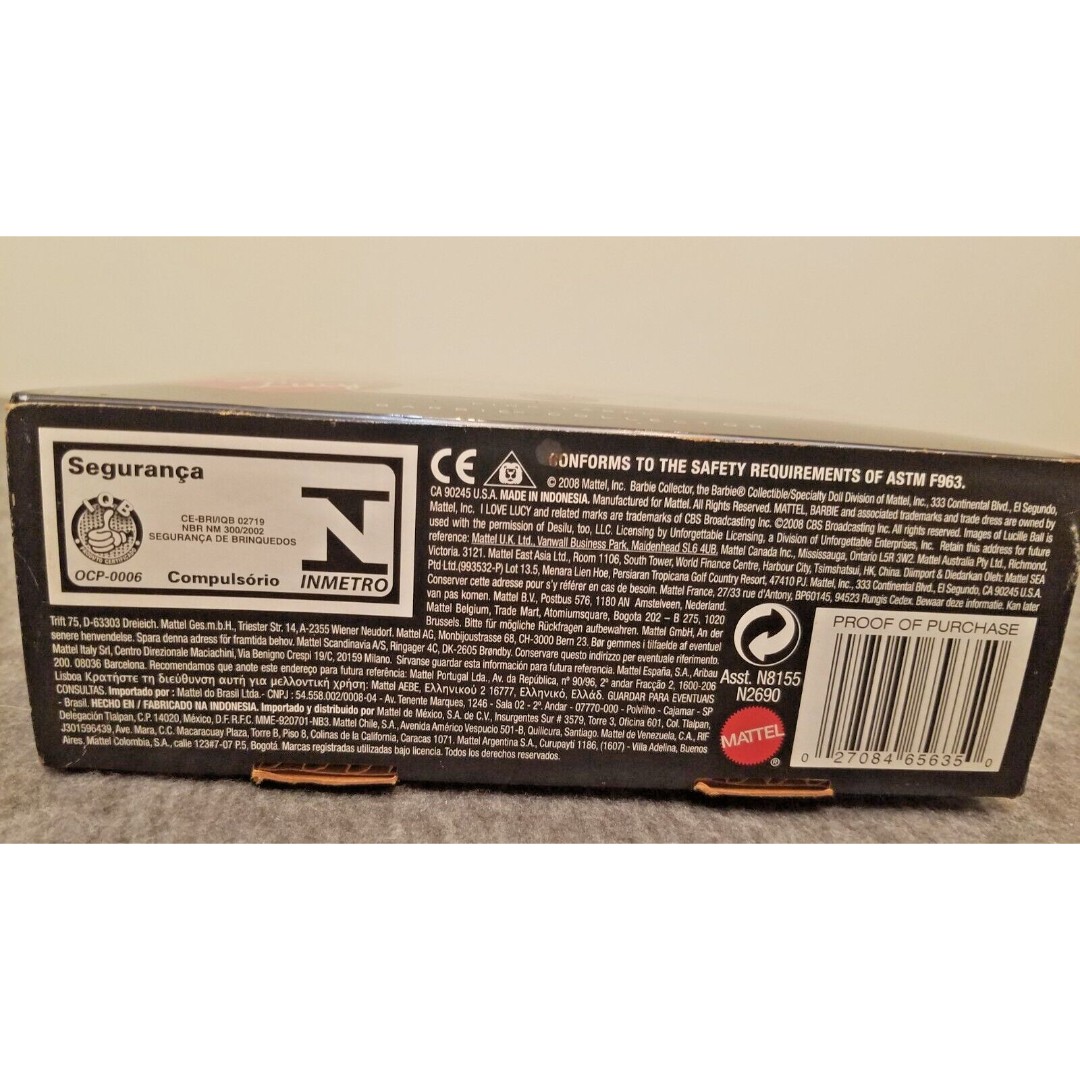 Segurança
IQB
CE-BRI/IQB 02719
NBR NM 300/2002
SEGURANÇA DE BRINQUEDOS
OCP-0006
Compulsório
INMETRO
CE
CONFORMS TO THE SAFETY REQUIREMENTS OF ASTM F963.
© 2008 Mattel, Inc. Barbie Collector, the Barbie® Collectible/Specialty Doll Division of Mattel, Inc., 333 Continental Blvd., El Segundo,
CA 90245 U.S.A. MADE IN INDONESIA. Manufactured for Mattel. All Rights Reserved. MATTEL, BARBIE and associated trademarks and trade dress are owned by
Mattel, Inc. I LOVE LUCY and related marks are trademarks of CBS Broadcasting Inc. ©2008 CBS Broadcasting Inc. All rights reserved. Images of Lucille Ball is
used with the permission of Desilu, too, LLC. Licensing by Unforgettable Licensing, a Division of Unforgettable Enterprises, Inc. Retain this address for future
reference: Mattel U.K. Ltd., Vanwall Business Park, Maidenhead SL6 4UB. Mattel Canada Inc., Mississauga, Ontario L5R 3W2. Mattel Australia Pty Ltd., Richmond,
Victoria. 3121. Mattel East Asia Ltd., Room 1106, South Tower, World Finance Centre, Harbour City, Tsimshatsui, HK, China. Diimport & Diedarkan Oleh: Mattel SEA
Ptd Ltd.(993532-P) Lot 13.5, Menara Lien Hoe, Persiaran Tropicana Golf Country Resort, 47410 PJ. Mattel, Inc., 333 Continental Blvd., El Segundo, CA 90245 U.S.A.
Conserver cette adresse pour s'y référer en cas de besoin. Mattel France, 27/33 rue d'Antony, BP60145, 94523 Rungis Cedex. Bewaar deze informatie. Kan later
van pas komen. Mattel B.V., Postbus 576, 1180 AN Amstelveen, Nederland.
Mattel Belgium, Trade Mart, Atomiumsquare, Bogota 202 – B 275, 1020
Brussels. Bitte für mögliche Rückfragen aufbewahren. Mattel GmbH, An der
Trift 75, D-63303 Dreieich. Mattel Ges.m.b.H., Triester Str. 14, A-2355 Wiener Neudorf. Mattel AG, Monbijoustrasse 68, CH-3000 Bern 23. Bør gemmes i tilfaelde af eventuel
senere henvendelse. Spara denna adress för framtida behov. Mattel Scandinavia A/S, Ringager 4C, DK-2605 Brøndby. Conservare questo indirizzo per eventuale riferimento.
Mattel Italy Srl, Centro Direzionale Maciachini, Via Benigno Crespi 19/C, 20159 Milano. Sírvanse guardar esta información para futura referencia. Mattel España, S.A., Aribau
200. 08036 Barcelona. Recomendamos que anote este endereço para futura referência: Mattel Portugal Lda., Av. da República, nº 90/96, 2° andar Fracção 2, 1600-206
Lisboa Κρατήστε τη διεύθυνση αυτή για μελλοντική χρήση: Mattel AEBE, Ελληνικού 2 16777, Ελληνικό, Ελλάδ. GUARDAR PARA EVENTUAIS
CONSULTAS. Importado por : Mattel do Brasil Ltda.- CNPJ : 54.558.002/0008-04 - Av. Tenente Marques, 1246 - Sala 02 - 2º. Andar - 07770-000 - Polvilho - Cajamar - SP
- Brasil. HECHO EN / FABRICADO NA INDONESIA. Importado y distribuido por Mattel de México, S.A. de C.V., Insurgentes Sur # 3579, Torre 3, Oficina 601, Col. Tlalpan,
Delegación Tlalpan, C.P. 14020, México, D.F. R.F.C. MME-920701-NB3. Mattel Chile, S.A., Avenida Américo Vespucio 501-B, Quilicura, Santiago. Mattel de Venezuela, C.A., RIF
J301596439, Ave. Mara, C.C. Macaracuay Plaza, Torre B, Piso 8, Colinas de la California, Caracas 1071. Mattel Argentina S.A., Curupayti 1186, (1607) - Villa Adelina, Buenos
Aires. Mattel Colombia, S.A., calle 123#7-07 P.5, Bogotá. Marcas registradas utilizadas bajo licencia. Todos los derechos reservados.
Asst. N8155
N2690
MATTEL
®
PROOF OF PURCHASE
0 27084 65635 0